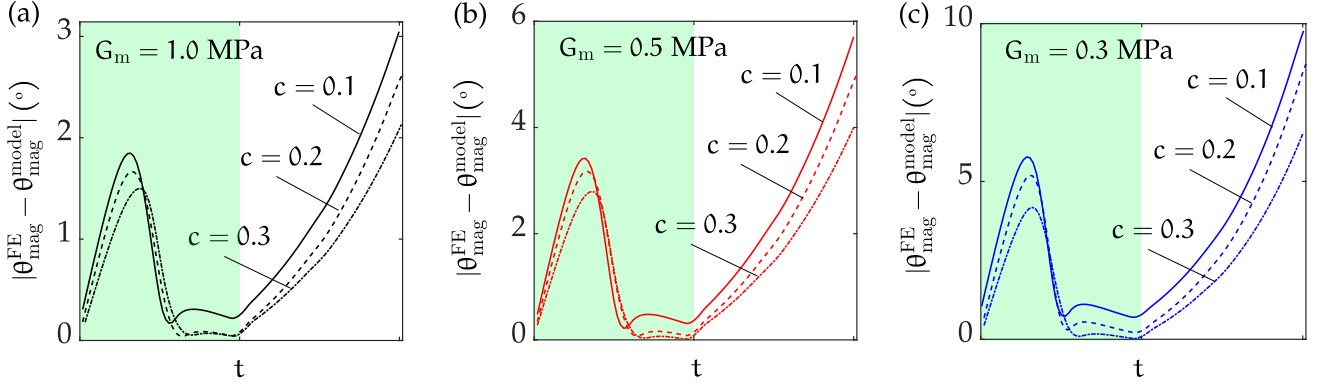 (a)
G_m = 1.0 MPa
c = 0.1
c = 0.2
c = 0.3
3
2
1
0
|θ_mag^FE − θ_mag^model|(°)
t
(b)
G_m = 0.5 MPa
c = 0.1
c = 0.2
c = 0.3
6
4
2
0
|θ_mag^FE − θ_mag^model|(°)
t
(c)
G_m = 0.3 MPa
c = 0.1
c = 0.2
c = 0.3
10
5
0
|θ_mag^FE − θ_mag^model|(°)
t